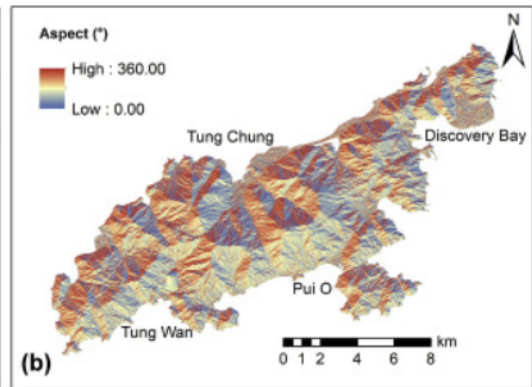 N
Aspect (°)
High : 360.00
Low : 0.00
Tung Chung
Discovery Bay
Pui O
Tung Wan
km
0 1 2 4 6 8
(b)